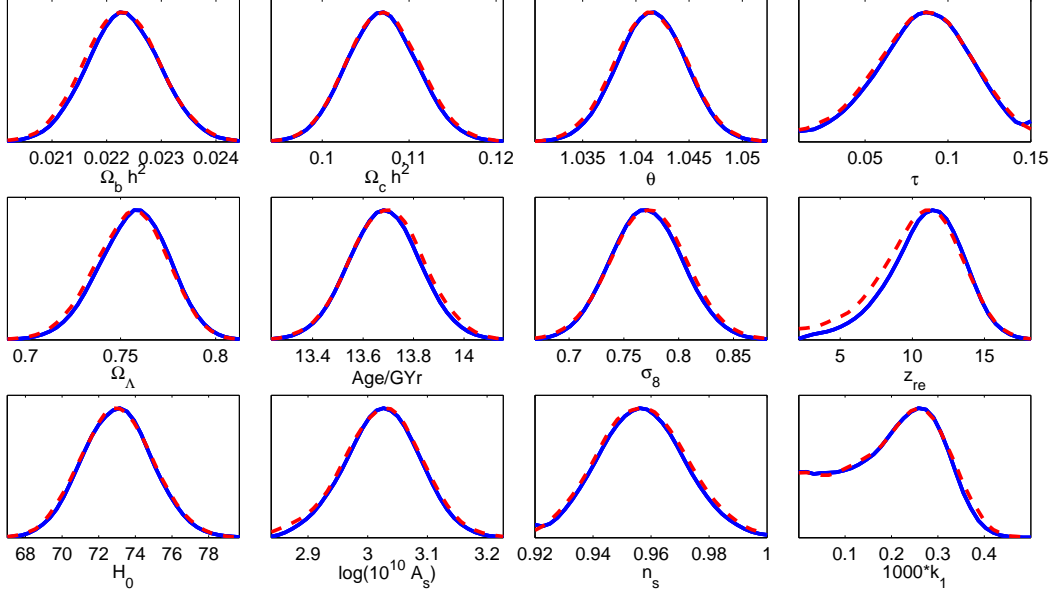 0.021 0.022 0.023 0.024
Ω_b h^2
0.1 0.11 0.12
Ω_c h^2
1.035 1.04 1.045 1.05
θ
0.05 0.1 0.15
τ
0.7 0.75 0.8
Ω_Λ
13.4 13.6 13.8 14
Age/GYr
0.7 0.75 0.8 0.85
σ_8
5 10 15
z_re
68 70 72 74 76 78
H_0
2.9 3 3.1 3.2
log(10^10 A_s)
0.92 0.94 0.96 0.98 1
n_s
0.1 0.2 0.3 0.4
1000*k_1